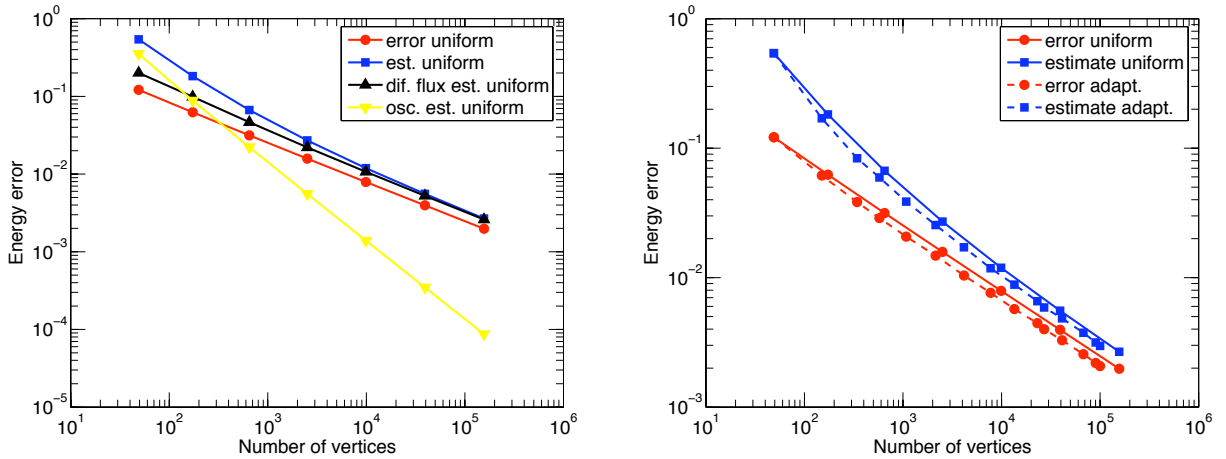 10^0
10^-1
10^-2
10^-3
10^-4
10^-5
Energy error
10^1 10^2 10^3 10^4 10^5 10^6
Number of vertices
error uniform
est. uniform
dif. flux est. uniform
osc. est. uniform
10^0
10^-1
10^-2
10^-3
Energy error
10^1 10^2 10^3 10^4 10^5 10^6
Number of vertices
error uniform
estimate uniform
error adapt.
estimate adapt.